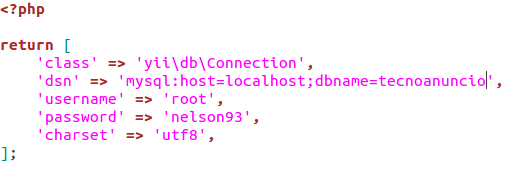 <?php
return [
    'class' => 'yii\db\Connection',
    'dsn' => 'mysql:host=localhost;dbname=tecnoanuncio',
    'username' => 'root',
    'password' => 'nelson93',
    'charset' => 'utf8',
];